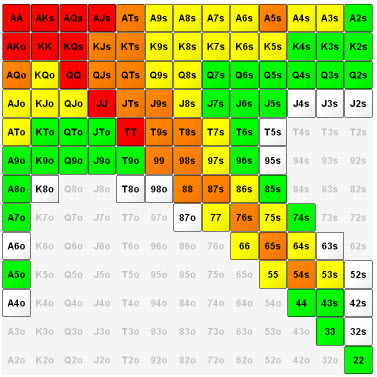 AA AKs AQs AJs ATs A9s A8s A7s A6s A5s A4s A3s A2s
AKo KK KQs KJs KTs K9s K8s K7s K6s K5s K4s K3s K2s
AQo KQo QQ QJs QTs Q9s Q8s Q7s Q6s Q5s Q4s Q3s Q2s
AJo KJo QJo JJ JTs J9s J8s J7s J6s J5s J4s J3s J2s
ATo KTo QTo JTo TT T9s T8s T7s T6s T5s T4s T3s T2s
A9o K9o Q9o J9o T9o 99 98s 97s 96s 95s 94s 93s 92s
A8o K8o Q8o J8o T8o 98o 88 87s 86s 85s 84s 83s 82s
A7o K7o Q7o J7o T7o 97o 87o 77 76s 75s 74s 73s 72s
A6o K6o Q6o J6o T6o 96o 86o 76o 66 65s 64s 63s 62s
A5o K5o Q5o J5o T5o 95o 85o 75o 65o 55 54s 53s 52s
A4o K4o Q4o J4o T4o 94o 84o 74o 64o 54o 44 43s 42s
A3o K3o Q3o J3o T3o 93o 83o 73o 63o 53o 43o 33 32s
A2o K2o Q2o J2o T2o 92o 82o 72o 62o 52o 42o 32o 22